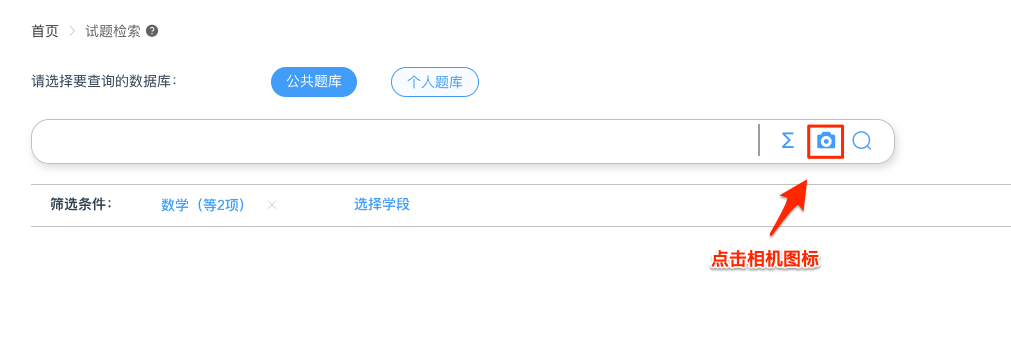 首页 > 试题检索 ?
请选择要查询的数据库： 公共题库 个人题库
Σ
筛选条件： 数学（等2项） × 选择学段
点击相机图标